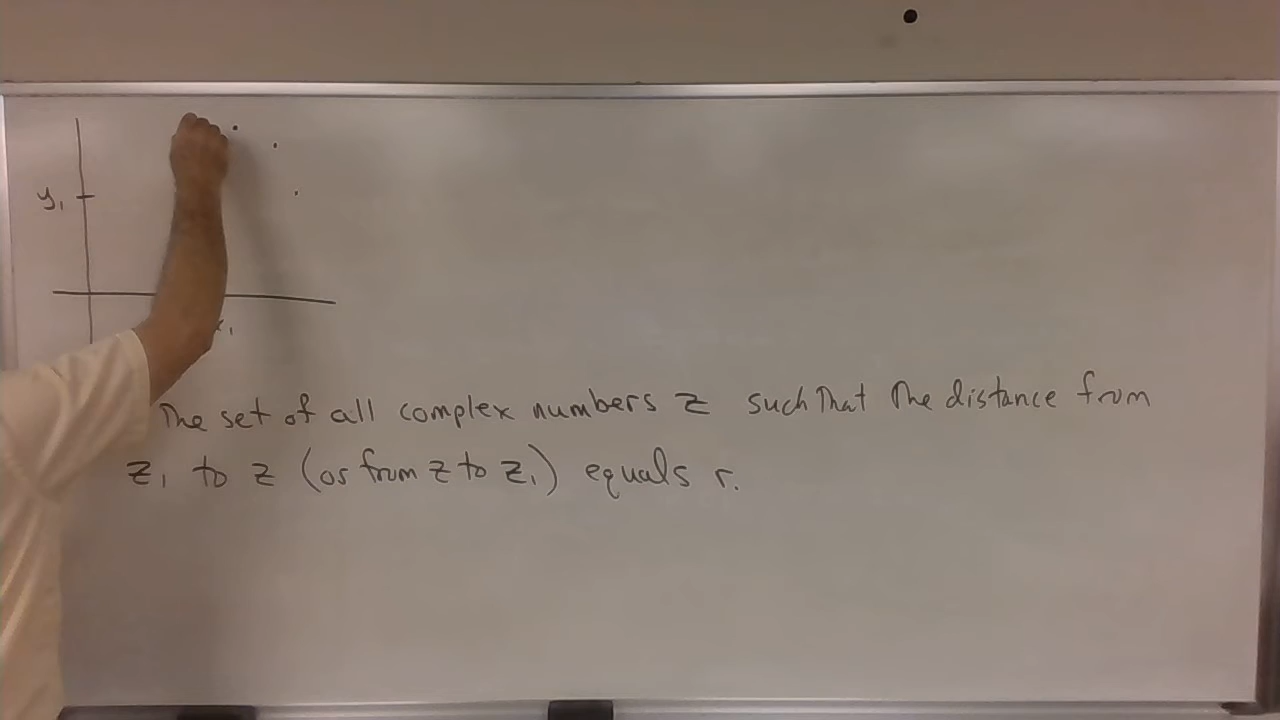 y₁
x₁
The set of all complex numbers z such that the distance from
z₁ to z (or from z to z₁) equals r.